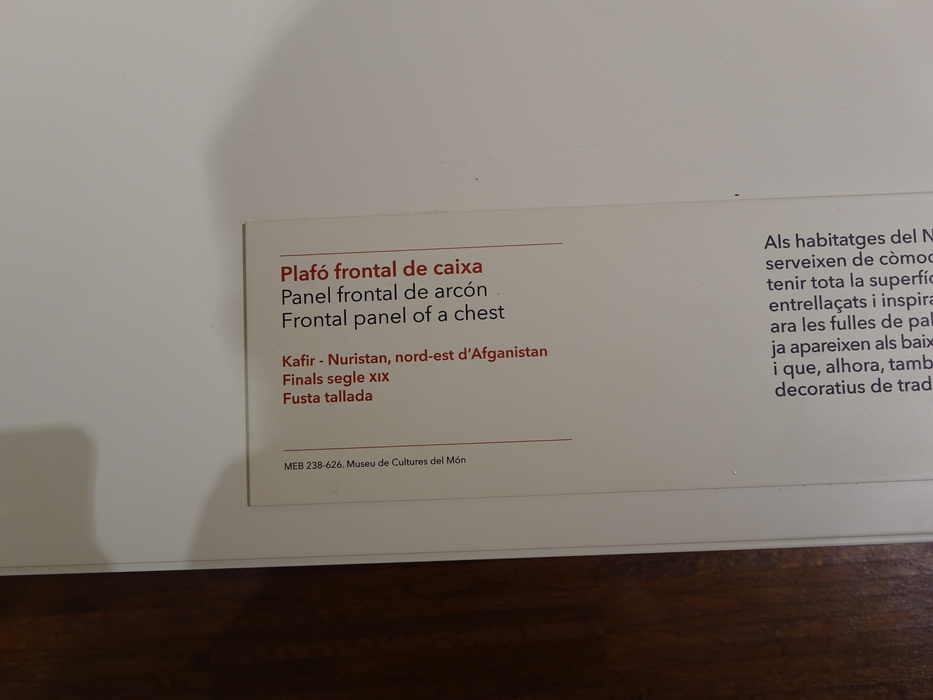 Plafó frontal de caixa
Panel frontal de arcón
Frontal panel of a chest
Kafir - Nuristan, nord-est d'Afganistan
Finals segle XIX
Fusta tallada
MEB 238-626. Museu de Cultures del Món
Als habitatges del
serveixen de
tenir tota la
entrellaçats i
ara les fulles de
ja apareixen als
i que, alhora,
decoratius de